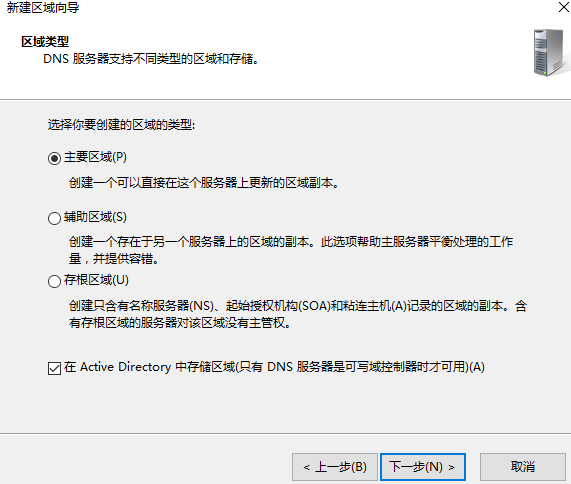 新建区域向导
区域类型
DNS 服务器支持不同类型的区域和存储。
选择你要创建的区域的类型:
主要区域(P)
创建一个可以直接在这个服务器上更新的区域副本。
辅助区域(S)
创建一个存在于另一个服务器上的区域的副本。此选项帮助主服务器平衡处理的工作
量，并提供容错。
存根区域(U)
创建只含有名称服务器(NS)、起始授权机构(SOA)和粘连主机(A)记录的区域的副本。含
有存根区域的服务器对该区域没有主管权。
在 Active Directory 中存储区域(只有 DNS 服务器是可写域控制器时才可用)(A)
< 上一步(B)
下一步(N) >
取消